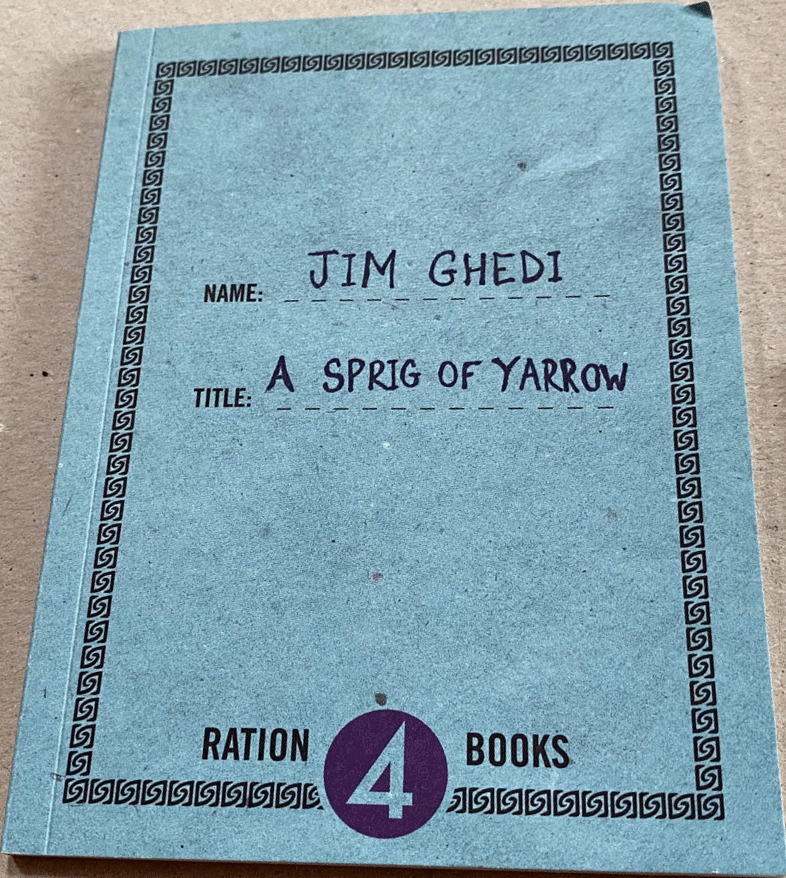 NAME: JIM GHEDI
TITLE: A SPRIG OF YARROW
RATION 4 BOOKS